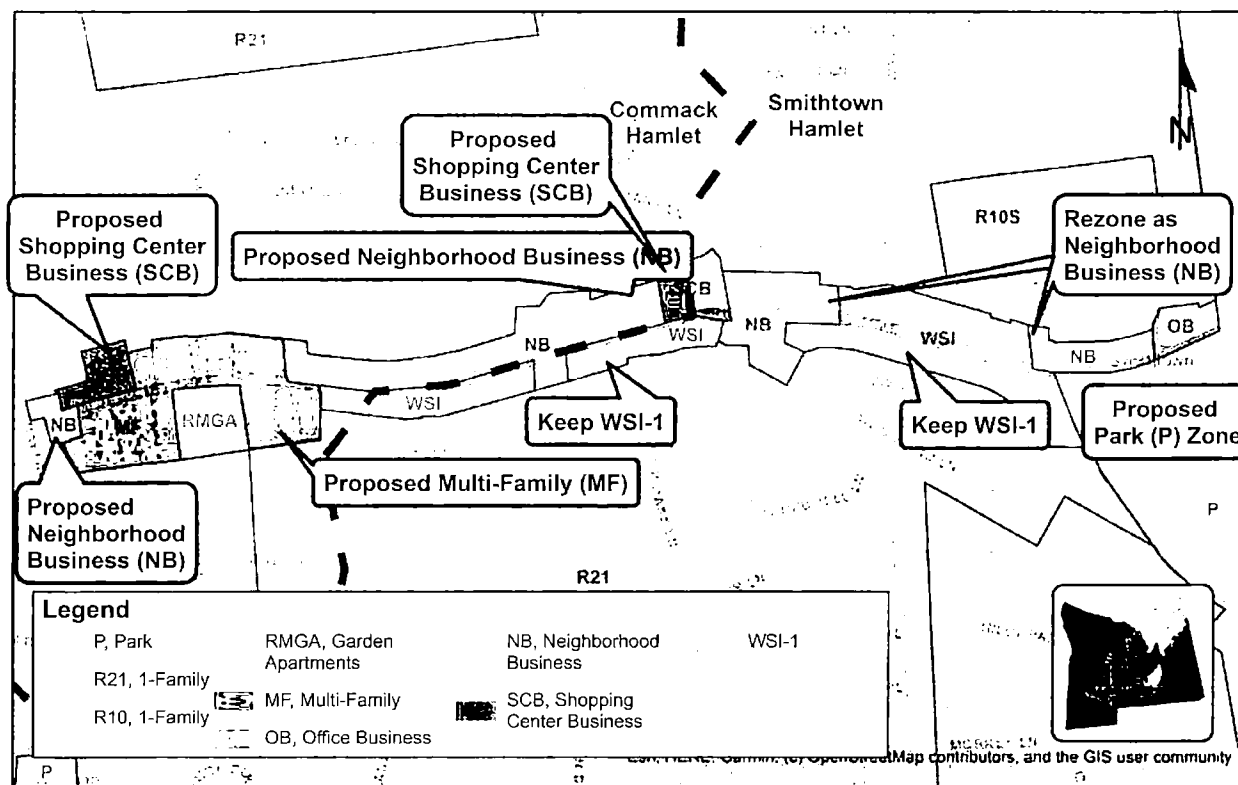 R21
Commack
Hamlet
Smithtown
Hamlet
N
Proposed
Shopping Center
Business (SCB)
Proposed
Shopping Center
Business (SCB)
Proposed Neighborhood Business (NB)
R10S
Rezone as
Neighborhood
Business (NB)
SCB
OB
NB
WSI
NB
WSI
NB
WSI
NB
MF
RMGA
Keep WSI-1
Keep WSI-1
Proposed
Park (P) Zone
Proposed Multi-Family (MF)
Proposed
Neighborhood
Business (NB)
P
R21
Legend
P, Park
R21, 1-Family
R10, 1-Family
RMGA, Garden
Apartments
MF, Multi-Family
OB, Office Business
NB, Neighborhood
Business
SCB, Shopping
Center Business
WSI-1
P
Esri, HERE, Garmin, (c) OpenStreetMap contributors, and the GIS user community